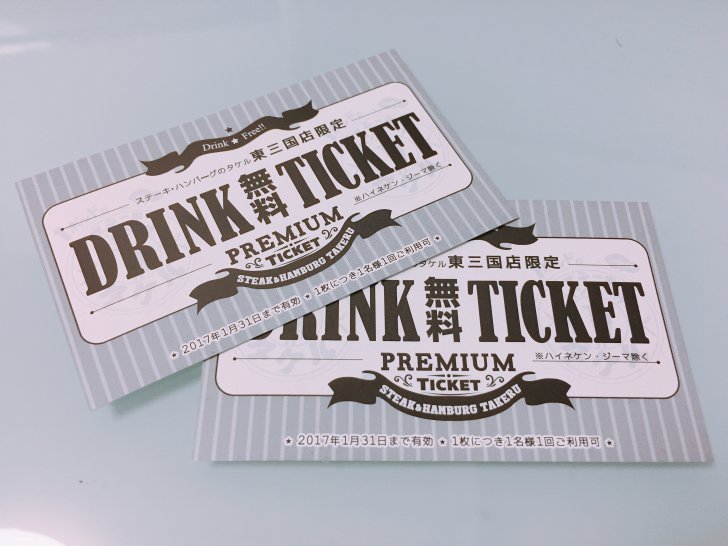 Drink ★ Free!!
ステーキ・ハンバーグのタケル 東三国店限定
DRINK 無料 TICKET
PREMIUM
※ハイネケン・ジーマ除く
TICKET
STEAK&HAMBURG TAKERU
★ 2017年1月31日まで有効 ★ 1枚につき1名様1回ご利用可 ★
タケル 東三国店限定
DRINK 無料 TICKET
PREMIUM
※ハイネケン・ジーマ除く
TICKET
STEAK&HAMBURG TAKERU
★ 2017年1月31日まで有効 ★ 1枚につき1名様1回ご利用可 ★